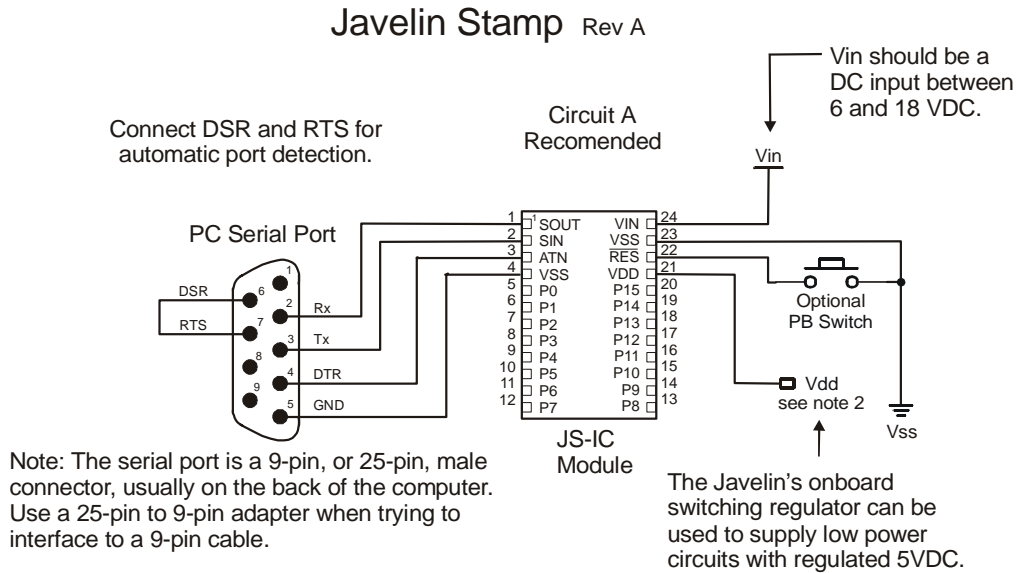 Javelin Stamp Rev A
Vin should be a
DC input between
6 and 18 VDC.
Connect DSR and RTS for
automatic port detection.
Circuit A
Recomended
Vin
PC Serial Port
DSR
RTS
1
6
2
7
3
8
4
9
5
Rx
Tx
DTR
GND
1
2
3
4
5
6
7
8
9
10
11
12
1
SOUT
SIN
ATN
VSS
P0
P1
P2
P3
P4
P5
P6
P7
VIN
VSS
RES
VDD
P15
P14
P13
P12
P11
P10
P9
P8
24
23
22
21
20
19
18
17
16
15
14
13
JS-IC
Module
Optional
PB Switch
Vdd
see note 2
Vss
Note: The serial port is a 9-pin, or 25-pin, male
connector, usually on the back of the computer.
Use a 25-pin to 9-pin adapter when trying to
interface to a 9-pin cable.
The Javelin's onboard
switching regulator can be
used to supply low power
circuits with regulated 5VDC.